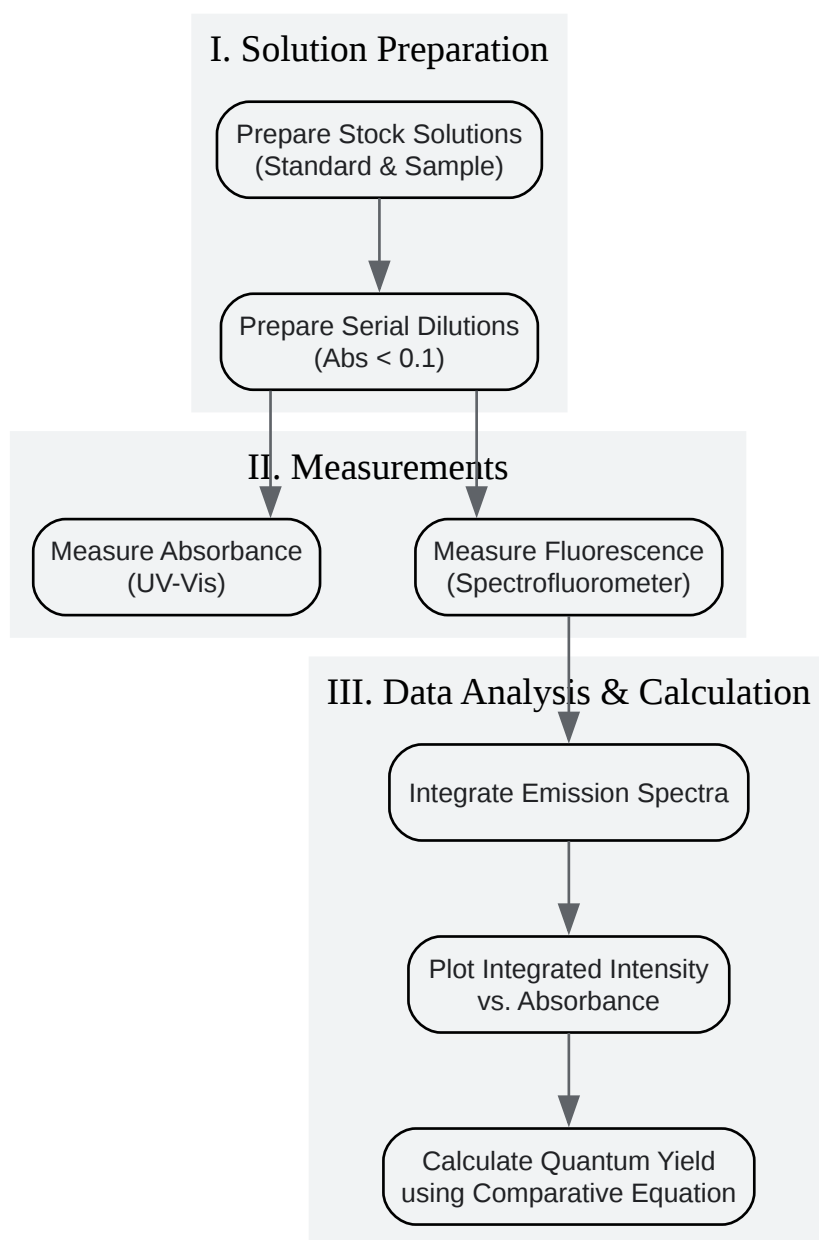 I. Solution Preparation
Prepare Stock Solutions
(Standard & Sample)
Prepare Serial Dilutions
(Abs < 0.1)
II. Measurements
Measure Absorbance
(UV-Vis)
Measure Fluorescence
(Spectrofluorometer)
III. Data Analysis & Calculation
Integrate Emission Spectra
Plot Integrated Intensity
vs. Absorbance
Calculate Quantum Yield
using Comparative Equation